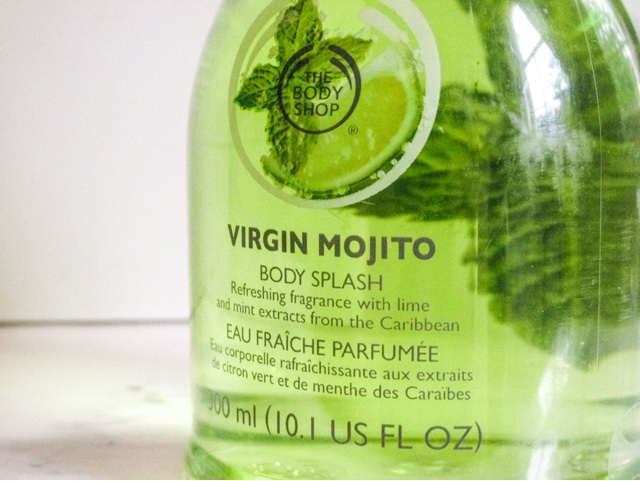 THE
BODY
SHOP
®
VIRGIN MOJITO
BODY SPLASH
Refreshing fragrance with lime
and mint extracts from the Caribbean
EAU FRAÎCHE PARFUMÉE
Eau corporelle rafraîchissante aux extraits
de citron vert et de menthe des Caraïbes
300 ml (10.1 US FL OZ)